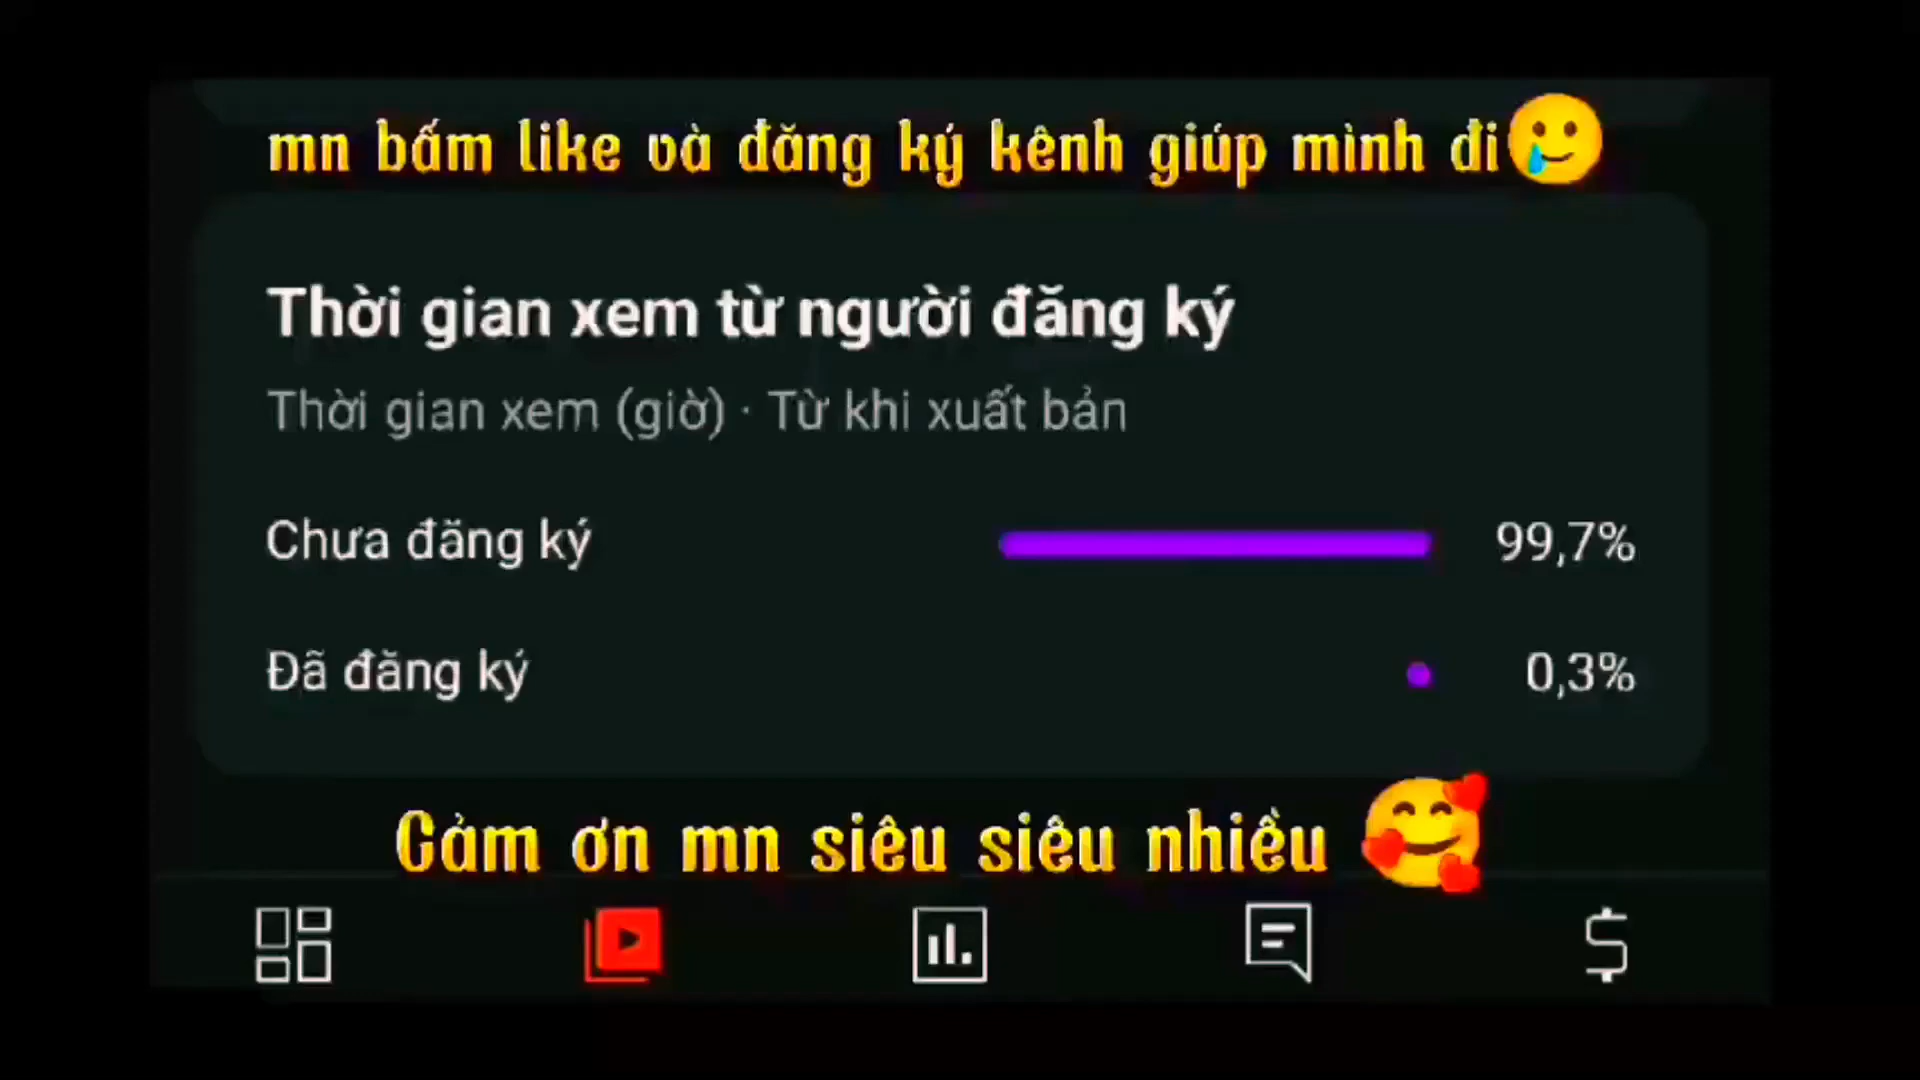 mn bấm like và đăng ký kênh giúp mình đi🥲
Thời gian xem từ người đăng ký
Thời gian xem (giờ) · Từ khi xuất bản
Chưa đăng ký 99,7%
Đã đăng ký 0,3%
Cảm ơn mn siêu siêu nhiều 🥰